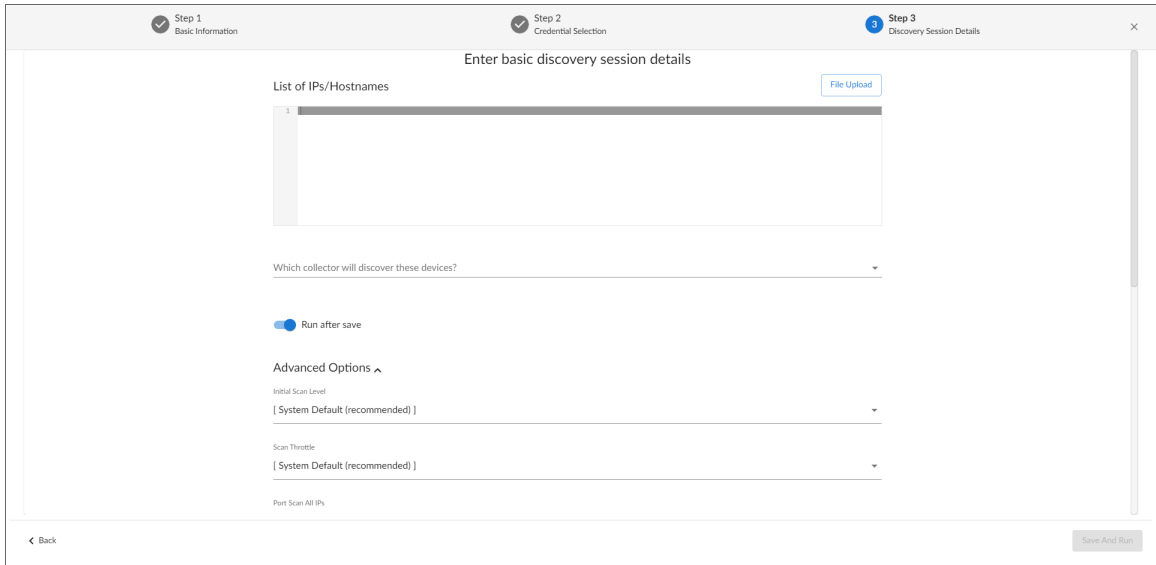 Step 1
Basic Information
Step 2
Credential Selection
3
Step 3
Discovery Session Details
Enter basic discovery session details
List of IPs/Hostnames
File Upload
1
Which collector will discover these devices?
Run after save
Advanced Options
Initial Scan Level
[ System Default (recommended) ]
Scan Throttle
[ System Default (recommended) ]
Port Scan All IPs
Back
Save And Run